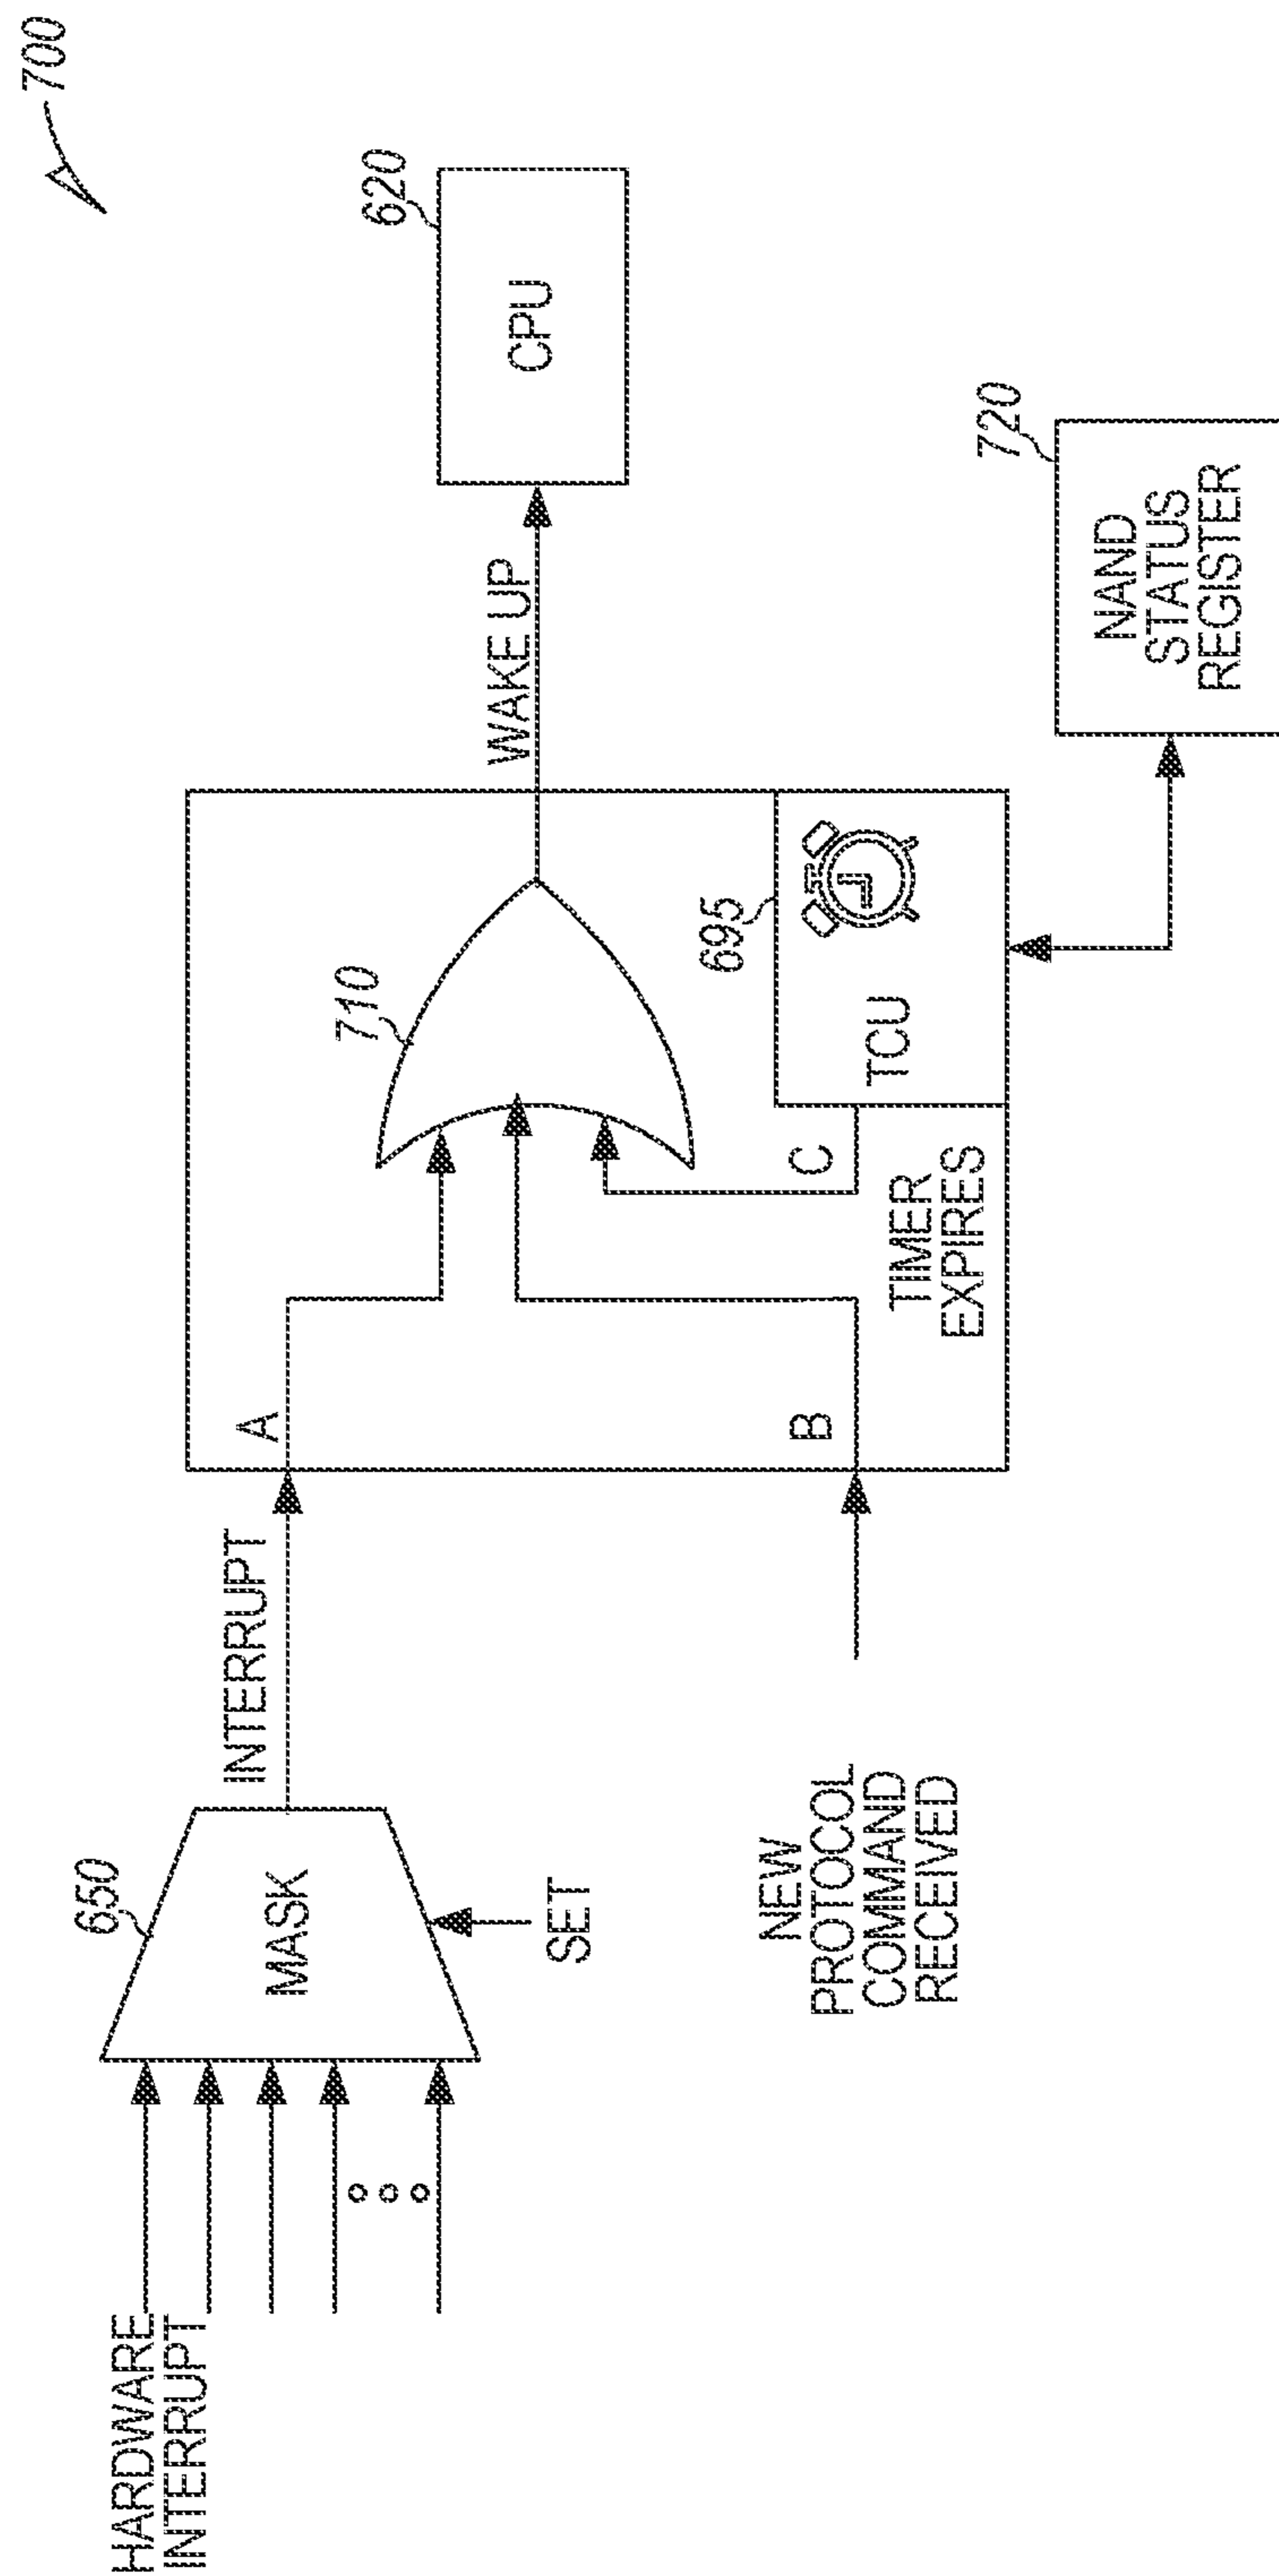 700
HARDWARE
INTERRUPT
650
MASK
SET
INTERRUPT
NEW
PROTOCOL
COMMAND
RECEIVED
A
B
710
C
TIMER
EXPIRES
695
TCU
WAKE UP
620
CPU
720
NAND
STATUS
REGISTER